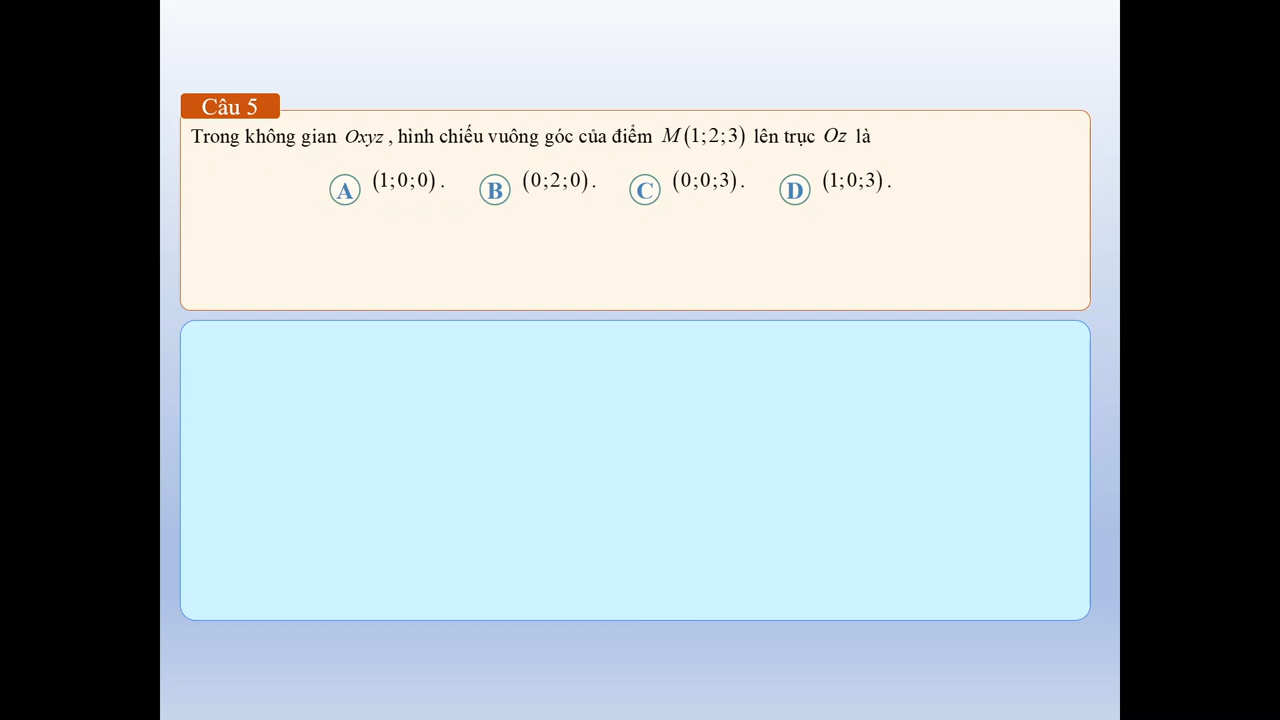 Câu 5
Trong không gian Oxyz , hình chiếu vuông góc của điểm M(1;2;3) lên trục Oz là
A (1;0;0). B (0;2;0). C (0;0;3). D (1;0;3).